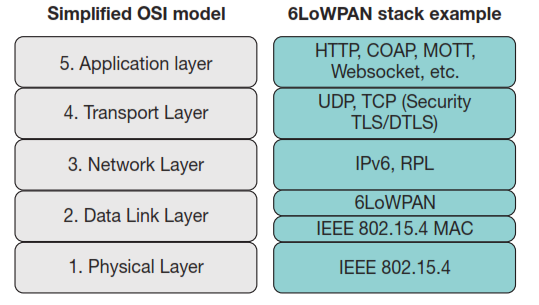 Simplified OSI model
6LoWPAN stack example
5. Application layer
HTTP, COAP, MOTT,
Websocket, etc.
4. Transport Layer
UDP, TCP (Security
TLS/DTLS)
3. Network Layer
IPv6, RPL
2. Data Link Layer
6LoWPAN
IEEE 802.15.4 MAC
1. Physical Layer
IEEE 802.15.4